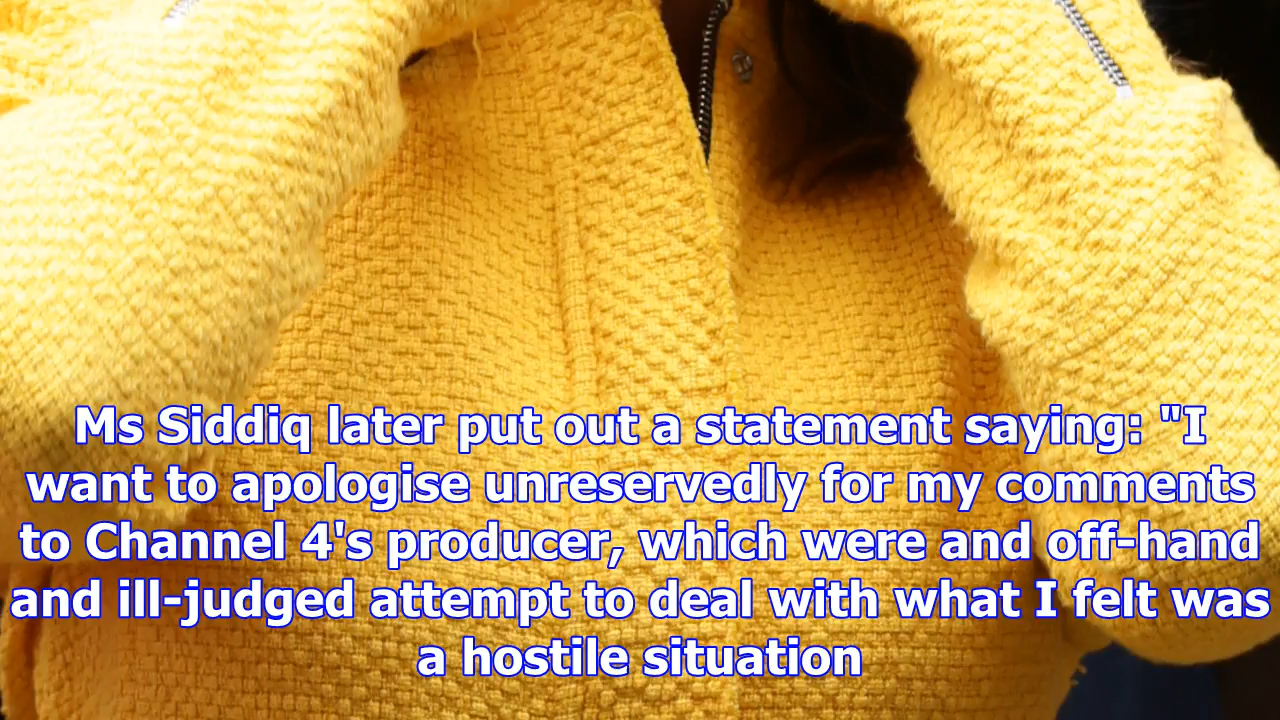 Ms Siddiq later put out a statement saying: "I
want to apologise unreservedly for my comments
to Channel 4's producer, which were and off-hand
and ill-judged attempt to deal with what I felt was
a hostile situation